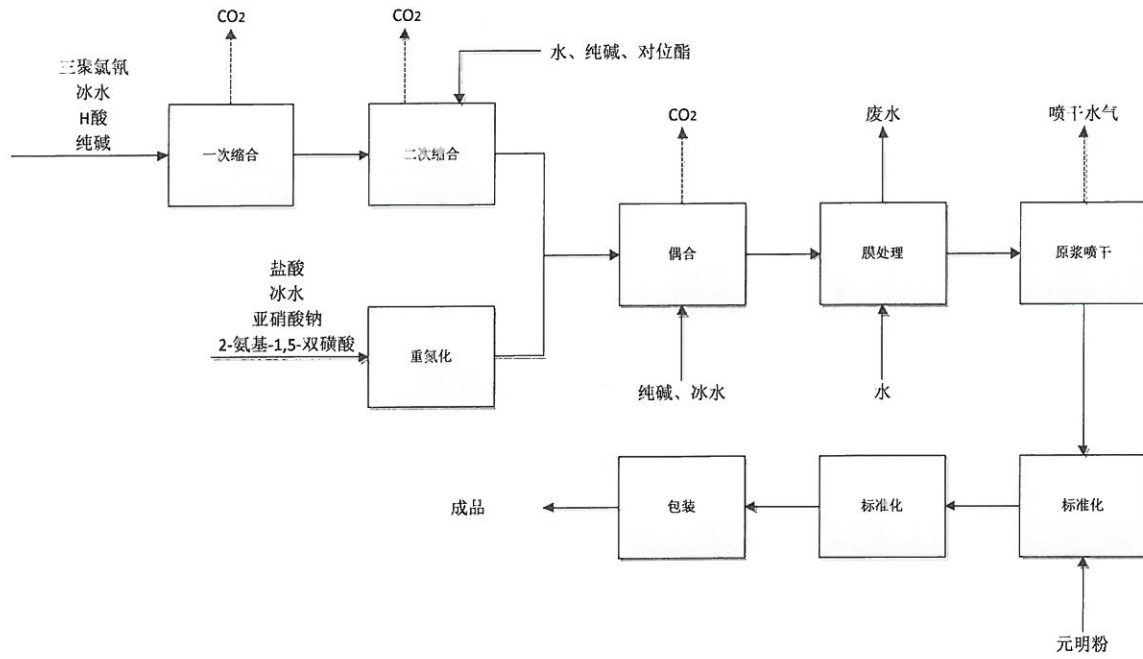 CO2
CO2
水、纯碱、对位酯
三聚氯氰
冰水
H酸
纯碱
一次缩合
二次缩合
CO2
废水
喷干水气
偶合
膜处理
原浆喷干
盐酸
冰水
亚硝酸钠
2-氨基-1,5-双磺酸
重氮化
纯碱、冰水
水
成品
包装
标准化
标准化
元明粉